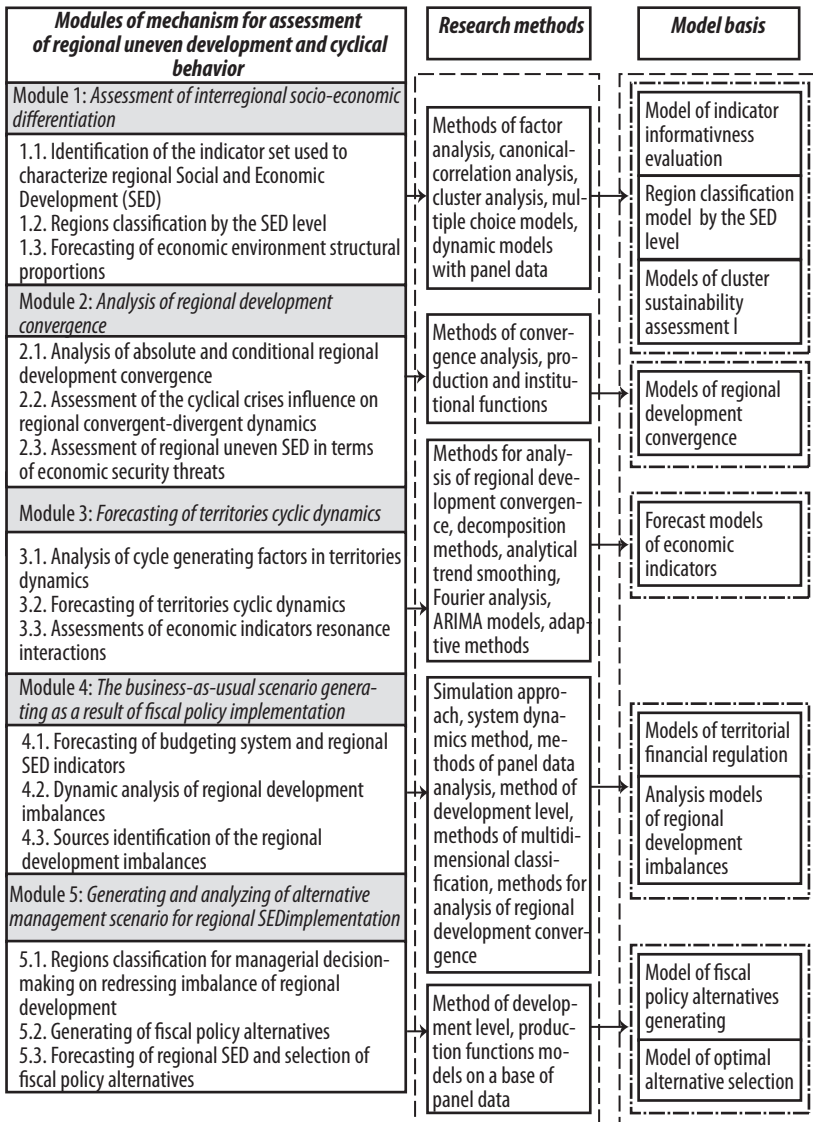 Modules of mechanism for assessment
of regional uneven development and cyclical
behavior
Module 1: Assessment of interregional socio-economic
differentiation
1.1. Identification of the indicator set used to
characterize regional Social and Economic
Development (SED)
1.2. Regions classification by the SED level
1.3. Forecasting of economic environment structural
proportions
Module 2: Analysis of regional development
convergence
2.1. Analysis of absolute and conditional regional
development convergence
2.2. Assessment of the cyclical crises influence on
regional convergent-divergent dynamics
2.3. Assessment of regional uneven SED in terms
of economic security threats
Module 3: Forecasting of territories cyclic dynamics
3.1. Analysis of cycle generating factors in territories
dynamics
3.2. Forecasting of territories cyclic dynamics
3.3. Assessments of economic indicators resonance
interactions
Module 4: The business-as-usual scenario genera-
ting as a result of fiscal policy implementation
4.1. Forecasting of budgeting system and regional
SED indicators
4.2. Dynamic analysis of regional development
imbalances
4.3. Sources identification of the regional
development imbalances
Module 5: Generating and analyzing of alternative
management scenario for regional SEDimplementation
5.1. Regions classification for managerial decision-
making on redressing imbalance of regional
development
5.2. Generating of fiscal policy alternatives
5.3. Forecasting of regional SED and selection of
fiscal policy alternatives
Research methods
Methods of factor
analysis, canonical-
correlation analysis,
cluster analysis, mul-
tiple choice models,
dynamic models
with panel data
Methods of conver-
gence analysis, pro-
duction and institu-
tional functions
Methods for analy-
sis of regional deve-
lopment convergen-
ce, decomposition
methods, analytical
trend smoothing,
Fourier analysis,
ARIMA models, adap-
tive methods
Simulation appro-
ach, system dyna-
mics method, me-
thods of panel data
analysis, method of
development level,
methods of multidi-
mensional classifi-
cation, methods for
analysis of regional
development conver-
gence
Method of develop-
ment level, produc-
tion functions mo-
dels on a base of
panel data
Model basis
Model of indicator
informativness
evaluation
Region classification
model by the SED
level
Models of cluster
sustainability
assessment l
Models of regional
development
convergence
Forecast models
of economic
indicators
Models of territorial
financial regulation
Analysis models
of regional
development
imbalances
Model of fiscal
policy alternatives
generating
Model of optimal
alternative selection